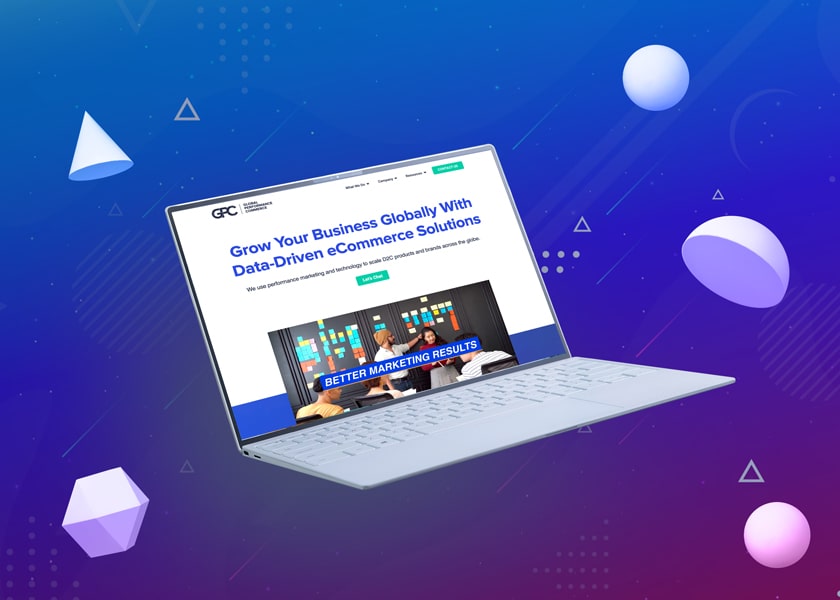 GPC
GLOBAL
PERFORMANCE
COMMERCE
What We Do
Company
Resources
CONTACT US
Grow Your Business Globally With
Data-Driven eCommerce Solutions
We use performance marketing and technology to scale D2C products and brands across the globe.
Let's Chat
BETTER MARKETING RESULTS